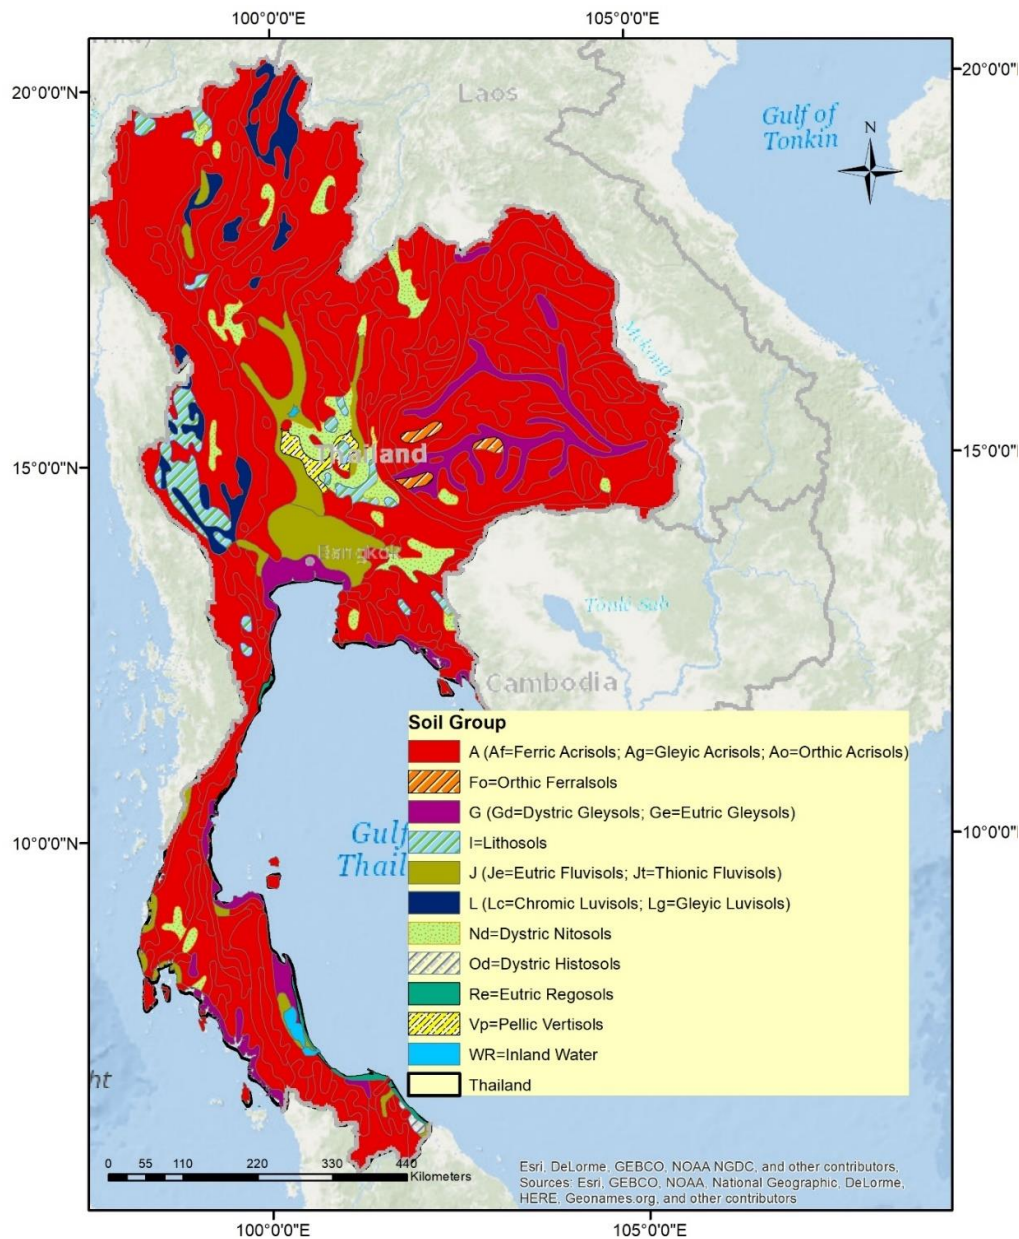 100°0'0"E
105°0'0"E
20°0'0"N
20°0'0"N
Laos
Gulf of
Tonkin
N
Mekong
15°0'0"N
15°0'0"N
Thailand
Bangkok
Tonle Sab
Cambodia
Soil Group
A (Af=Ferric Acrisols; Ag=Gleyic Acrisols; Ao=Orthic Acrisols)
Fo=Orthic Ferralsols
G (Gd=Dystric Gleysols; Ge=Eutric Gleysols)
I=Lithosols
J (Je=Eutric Fluvisols; Jt=Thionic Fluvisols)
L (Lc=Chromic Luvisols; Lg=Gleyic Luvisols)
Nd=Dystric Nitosols
Od=Dystric Histosols
Re=Eutric Regosols
Vp=Pellic Vertisols
WR=Inland Water
Thailand
10°0'0"N
10°0'0"N
Gulf
Thail
ht
0 55 110 220 330 440
Kilometers
Esri, DeLorme, GEBCO, NOAA NGDC, and other contributors,
Sources: Esri, GEBCO, NOAA, National Geographic, DeLorme,
HERE, Geonames.org, and other contributors
100°0'0"E
105°0'0"E